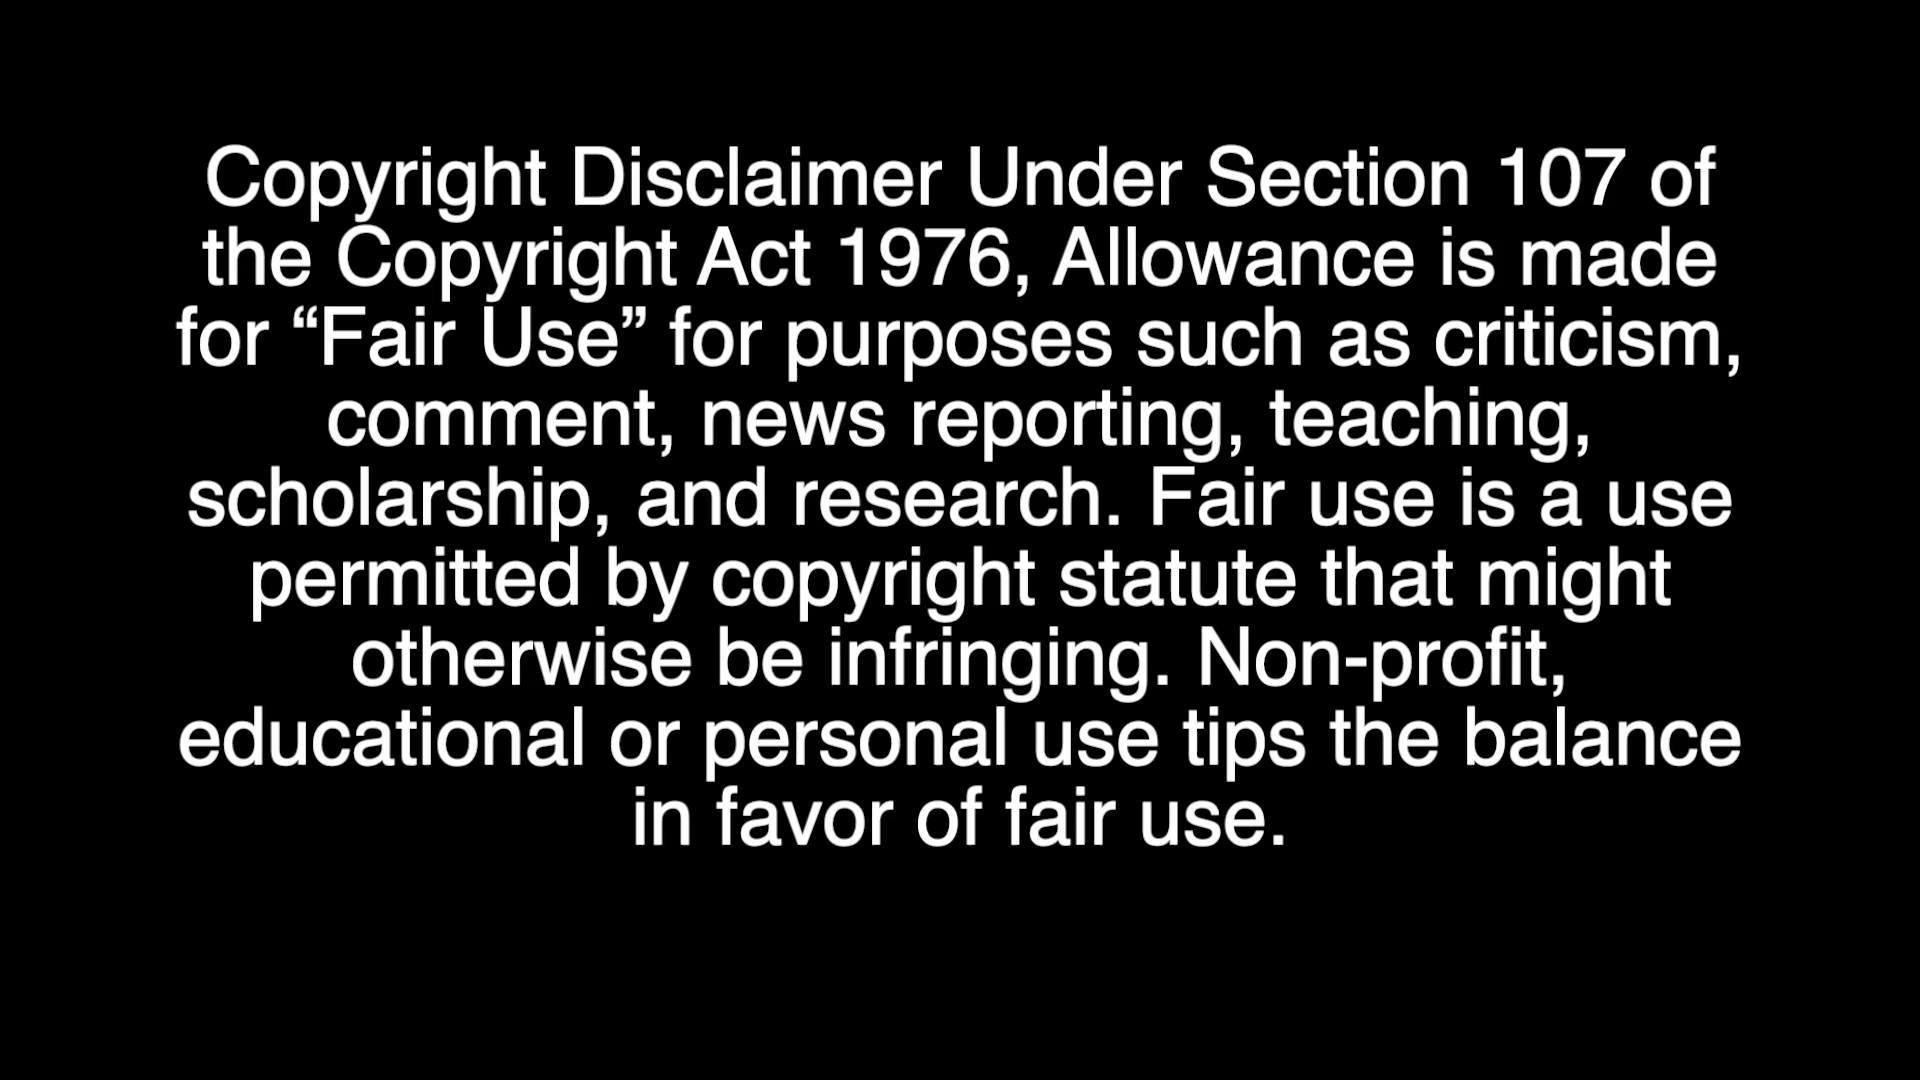 Copyright Disclaimer Under Section 107 of
the Copyright Act 1976, Allowance is made
for “Fair Use” for purposes such as criticism,
comment, news reporting, teaching,
scholarship, and research. Fair use is a use
permitted by copyright statute that might
otherwise be infringing. Non-profit,
educational or personal use tips the balance
in favor of fair use.